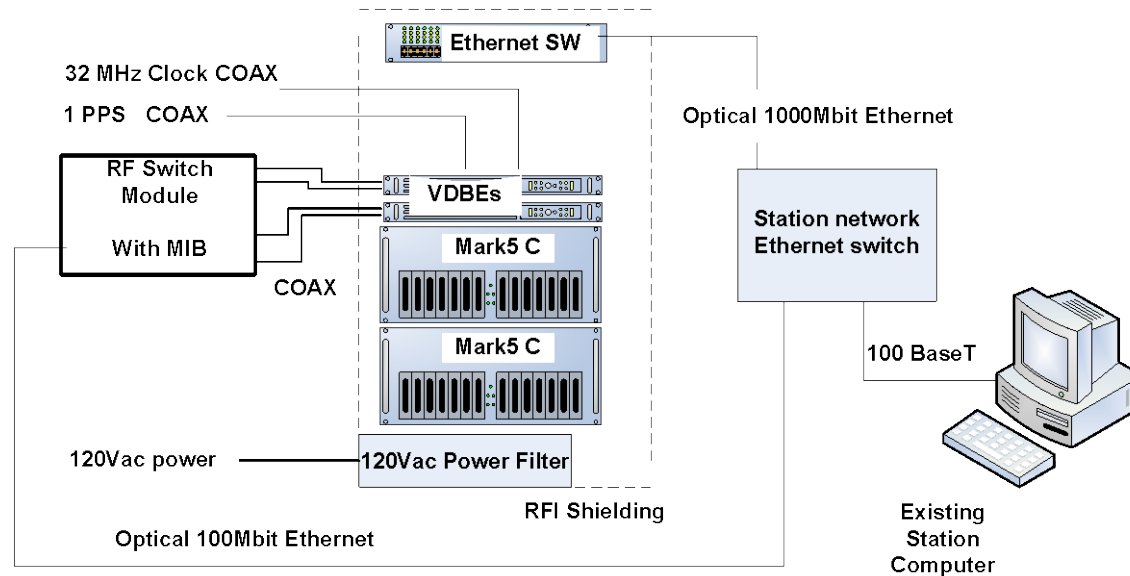 Ethernet SW
32 MHz Clock COAX
1 PPS COAX
Optical 1000Mbit Ethernet
RF Switch
Module
With MIB
VDBEs
COAX
Mark5 C
Mark5 C
Station network
Ethernet switch
100 BaseT
120Vac power
120Vac Power Filter
RFI Shielding
Optical 100Mbit Ethernet
Existing
Station
Computer